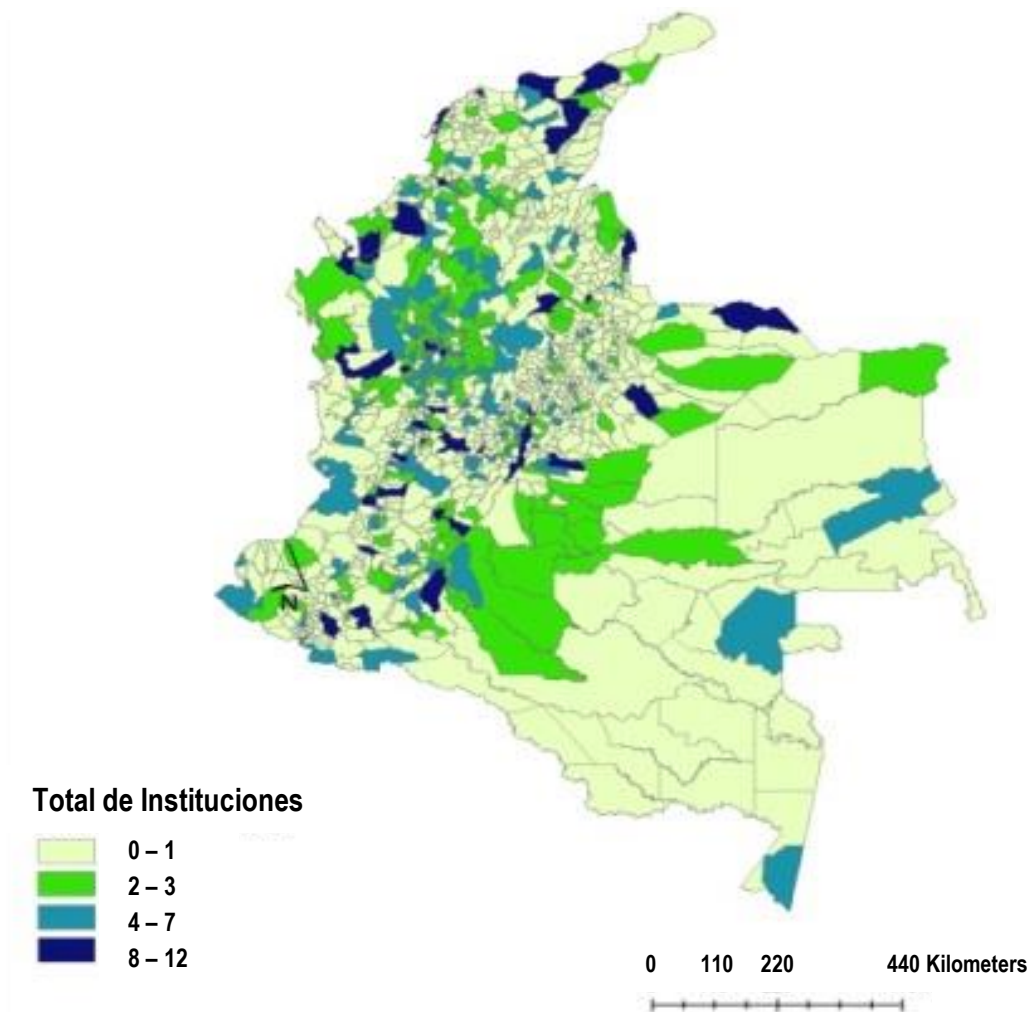 N
Total de Instituciones
0 – 1
2 – 3
4 – 7
8 – 12
0 110 220 440 Kilometers